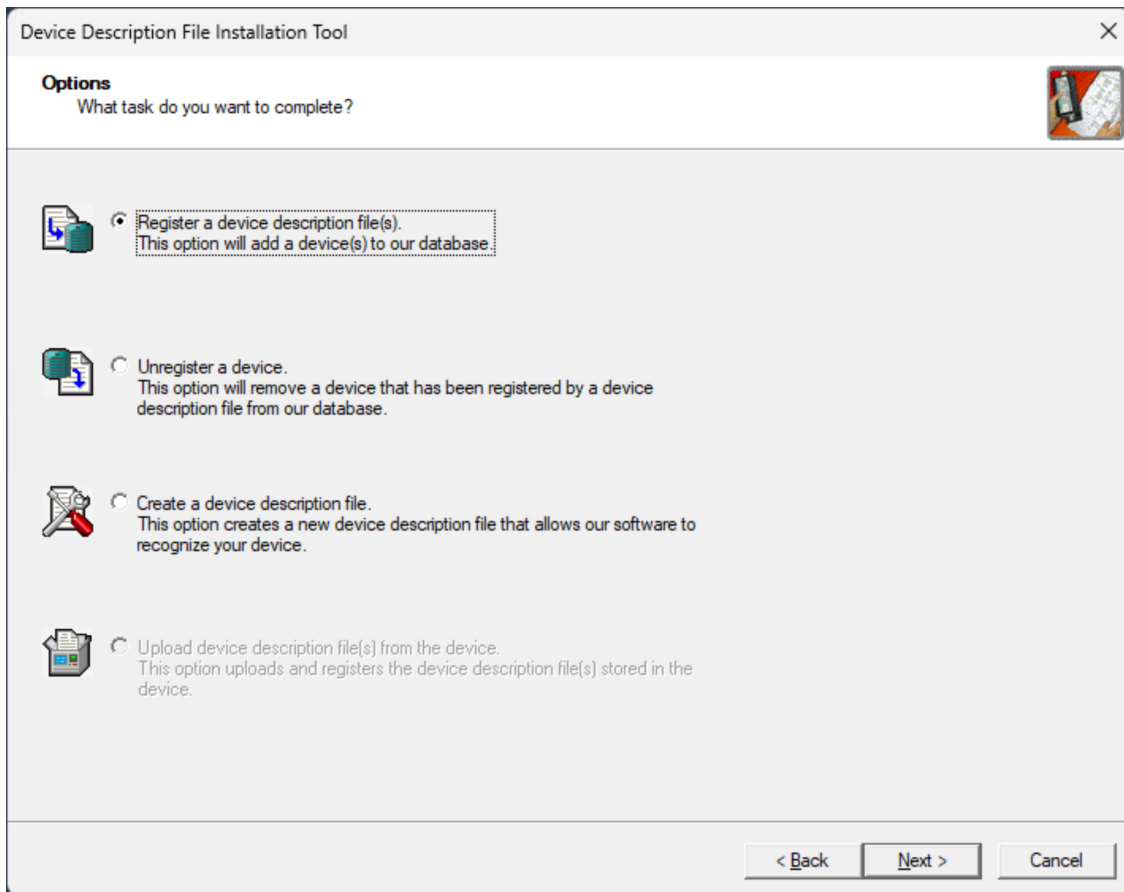 Device Description File Installation Tool
Options
What task do you want to complete?
Register a device description file(s).
This option will add a device(s) to our database.
Unregister a device.
This option will remove a device that has been registered by a device
description file from our database.
Create a device description file.
This option creates a new device description file that allows our software to
recognize your device.
Upload device description file(s) from the device.
This option uploads and registers the device description file(s) stored in the
device.
< Back Next > Cancel